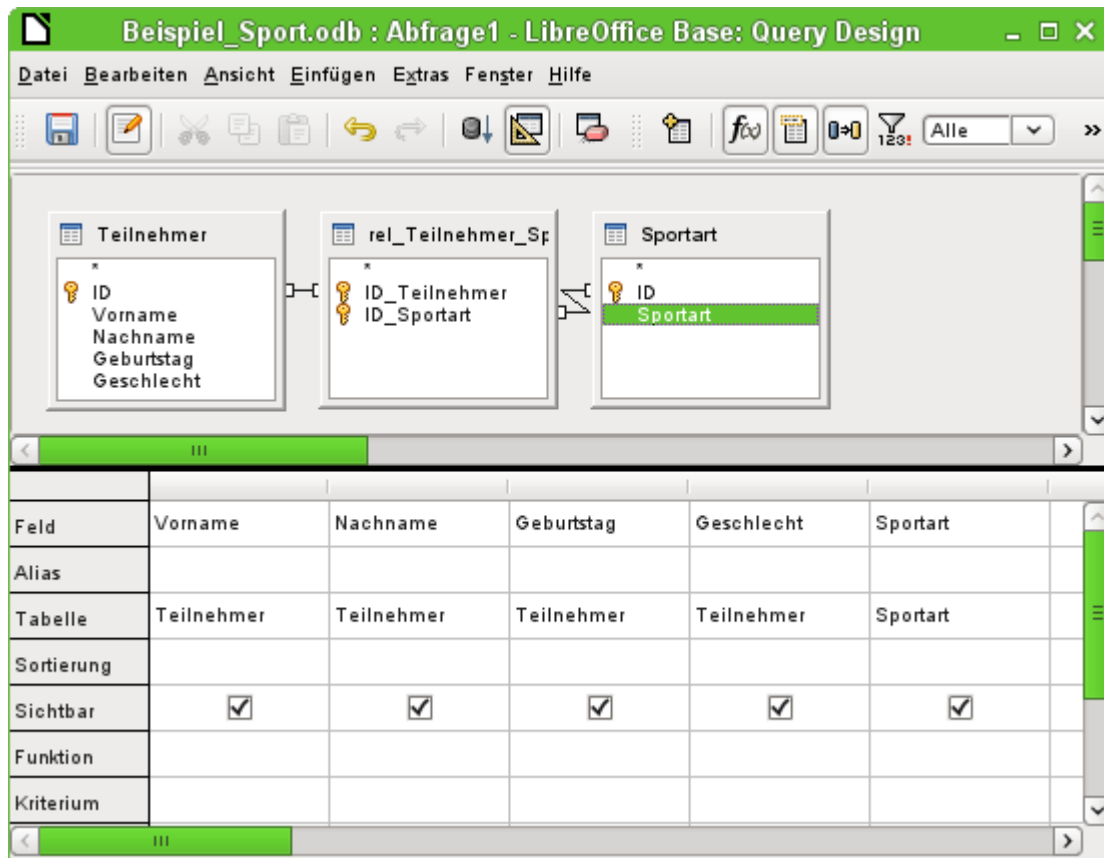 Beispiel_Sport.odb : Abfrage1 - LibreOffice Base: Query Design
Datei Bearbeiten Ansicht Einfügen Extras Fenster Hilfe
f(x) 123! Alle »
Teilnehmer rel_Teilnehmer_Sp Sportart
* * *
ID ID_Teilnehmer ID
Vorname ID_Sportart Sportart
Nachname
Geburtstag
Geschlecht
Feld Vorname Nachname Geburtstag Geschlecht Sportart
Alias
Tabelle Teilnehmer Teilnehmer Teilnehmer Teilnehmer Sportart
Sortierung
Sichtbar
Funktion
Kriterium